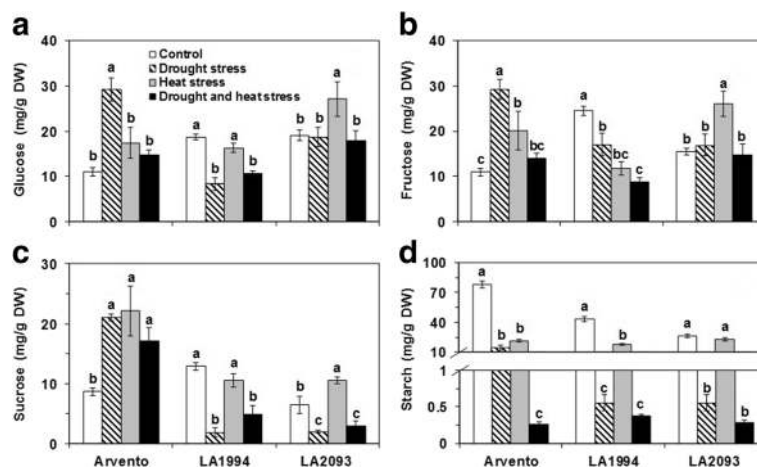 a
40
30
20
10
0
Glucose (mg/g DW)
Control
Drought stress
Heat stress
Drought and heat stress
b a b b
a b a b
b b a b
b
40
30
20
10
0
Fructose (mg/g DW)
c a b bc
a b bc c
b b a b
c
30
20
10
0
Sucrose (mg/g DW)
b a a a
a b a b
b c a c
Arvento LA1994 LA2093
d
100
70
40
10
1
0.5
0
Starch (mg/g DW)
a b b c
a c b c
a b a b
Arvento LA1994 LA2093